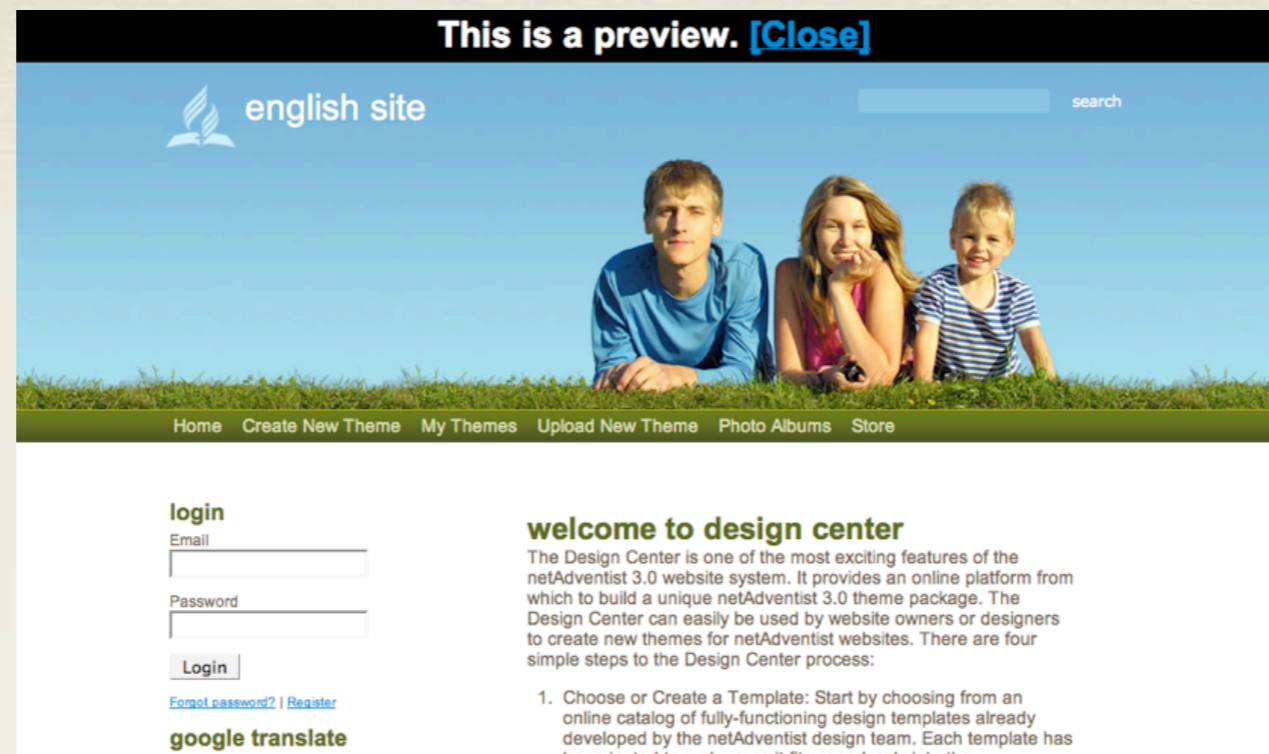 This is a preview. [Close]
english site
search
Home Create New Theme My Themes Upload New Theme Photo Albums Store
login
Email
Password
Login
Forgot password? | Register
google translate
welcome to design center
The Design Center is one of the most exciting features of the
netAdventist 3.0 website system. It provides an online platform from
which to build a unique netAdventist 3.0 theme package. The
Design Center can easily be used by website owners or designers
to create new themes for netAdventist websites. There are four
simple steps to the Design Center process:
1. Choose or Create a Template: Start by choosing from an
online catalog of fully-functioning design templates already
developed by the netAdventist design team. Each template has